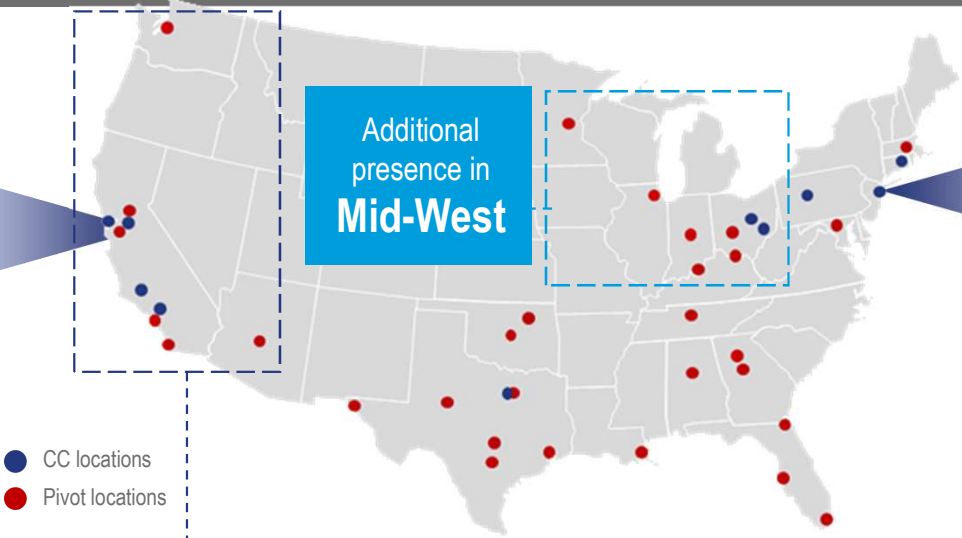 Additional
presence in
Mid-West
CC locations
Pivot locations